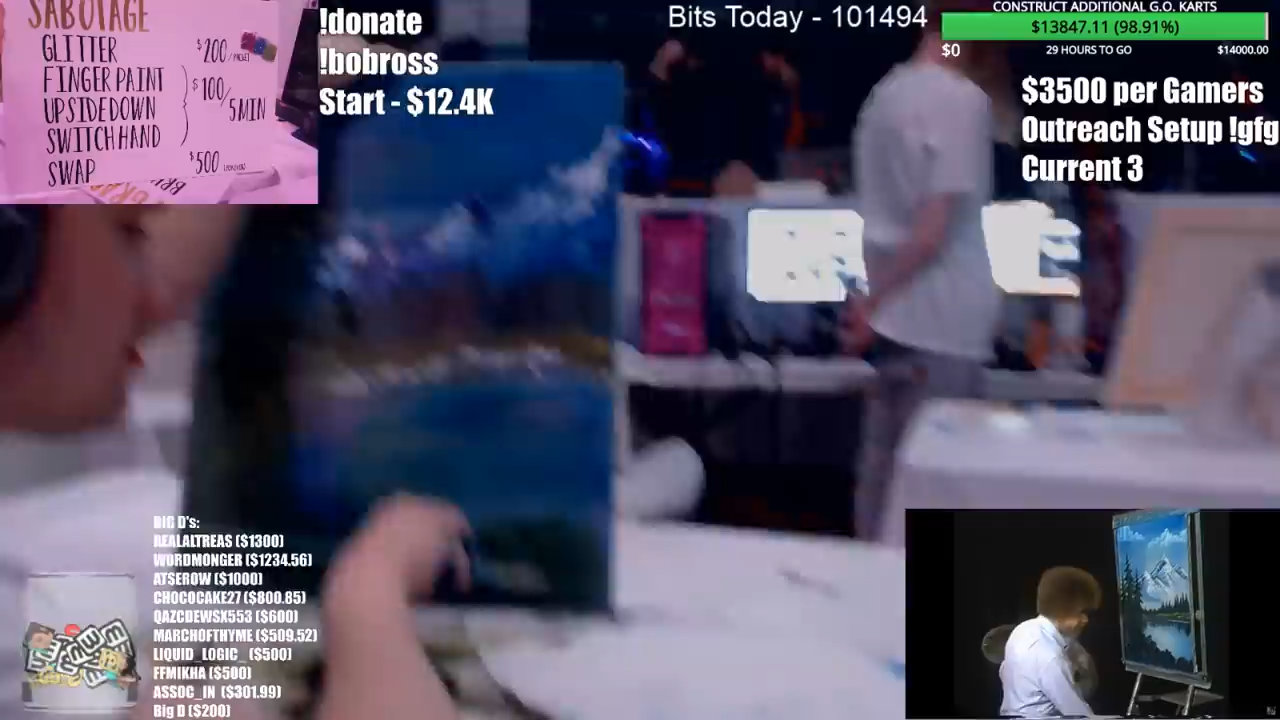 SABOTAGE
GLITTER $200/PACKET
FINGER PAINT
UPSIDEDOWN
SWITCH HAND
$100/5MIN
SWAP $500
!donate
!bobross
Start - $12.4K
Bits Today - 101494
CONSTRUCT ADDITIONAL G.O. KARTS
$13847.11 (98.91%)
$0 29 HOURS TO GO $14000.00
$3500 per Gamers
Outreach Setup !gfg
Current 3
BIG D's:
REALALTREAS ($1300)
WURDMONGER ($1234.56)
ATSEROW ($1000)
CHOCOCAKE27 ($800.85)
QAZCDEWSX553 ($600)
MARCHOFTHYME ($509.52)
LIQUID_LOGIC_ ($500)
FFMIKHA ($500)
ASSOC_IN ($301.99)
Big D ($200)